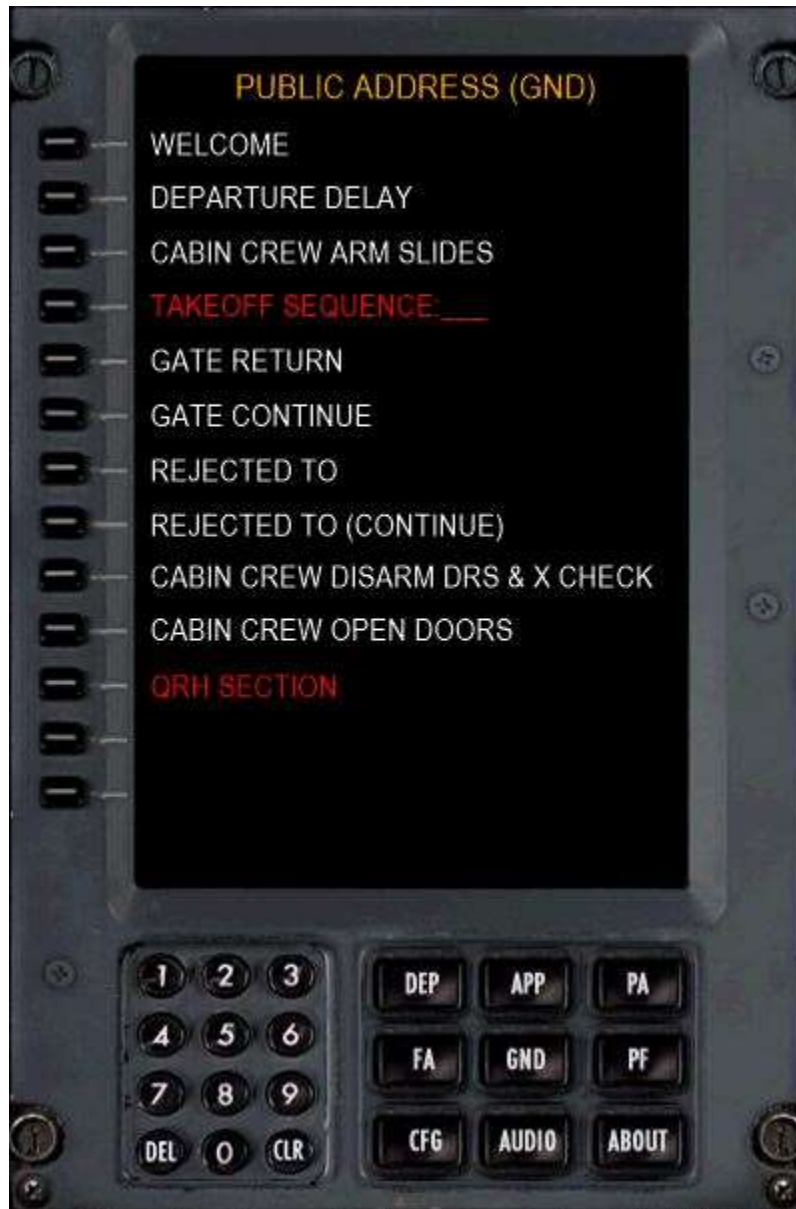 PUBLIC ADDRESS (GND)
WELCOME
DEPARTURE DELAY
CABIN CREW ARM SLIDES
TAKEOFF SEQUENCE:___
GATE RETURN
GATE CONTINUE
REJECTED TO
REJECTED TO (CONTINUE)
CABIN CREW DISARM DRS & X CHECK
CABIN CREW OPEN DOORS
QRH SECTION
1 2 3
4 5 6
7 8 9
DEL 0 CLR
DEP APP PA
FA GND PF
CFG AUDIO ABOUT